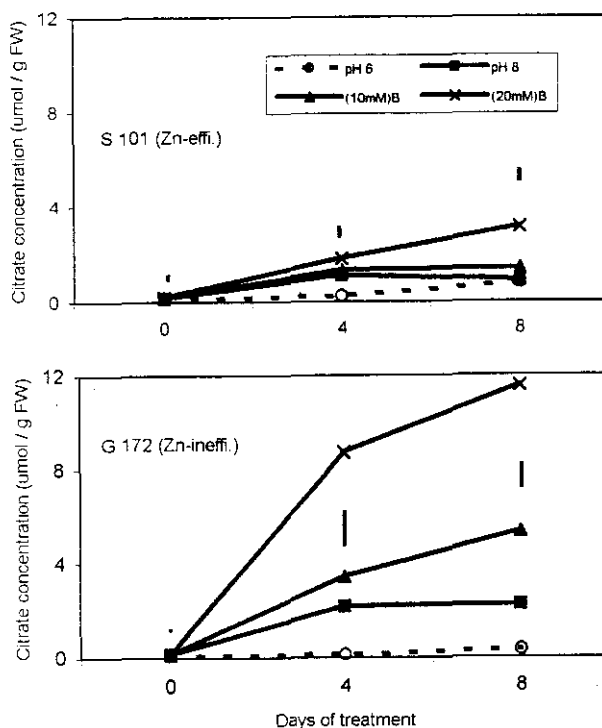 Citrate concentration (umol / g FW)
12
8
4
0
pH 6
pH 8
(10mM)B
(20mM)B
S 101 (Zn-effi.)
0 4 8
Citrate concentration (umol / g FW)
12
8
4
0
G 172 (Zn-ineffi.)
0 4 8
Days of treatment